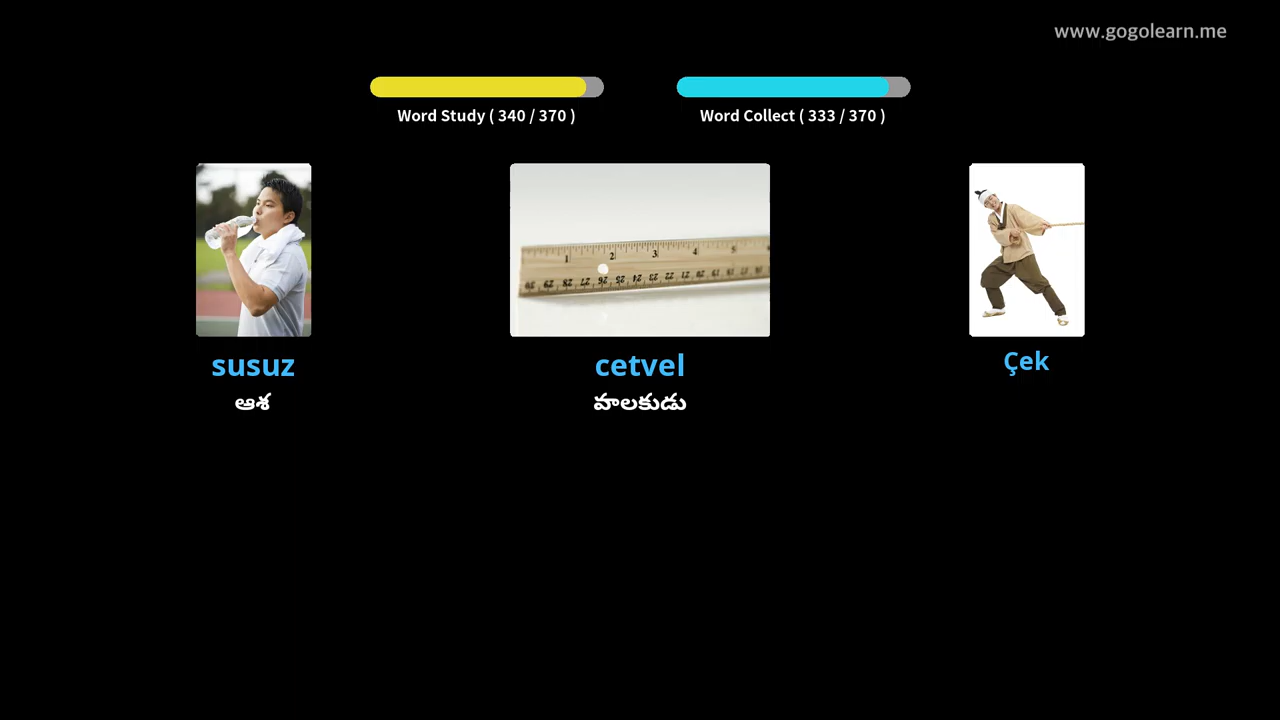 www.gogolearn.me
Word Study ( 340 / 370 )
Word Collect ( 333 / 370 )
susuz
ఆశ
cetvel
పాలకుడు
Çek